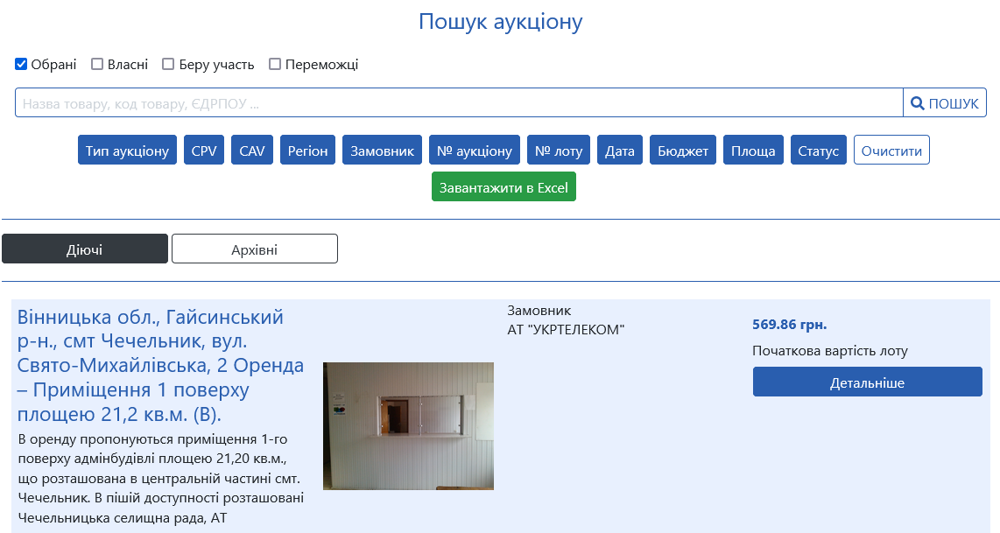 Пошук аукціону
Обрані Власні Беру участь Переможці
Назва товару, код товару, ЄДРПОУ ... ПОШУК
Тип аукціону CPV CAV Регіон Замовник № аукціону № лоту Дата Бюджет Площа Статус Очистити
Завантажити в Excel
Діючі Архівні
Вінницька обл., Гайсинський
р-н., смт Чечельник, вул.
Свято-Михайлівська, 2 Оренда
– Приміщення 1 поверху
площею 21,2 кв.м. (В).
В оренду пропонуються приміщення 1-го
поверху адмінбудівлі площею 21,20 кв.м.,
що розташована в центральній частині смт.
Чечельник. В пішій доступності розташовані
Чечельницька селищна рада, АТ
Замовник
АТ "УКРТЕЛЕКОМ"
569.86 грн.
Початкова вартість лоту
Детальніше